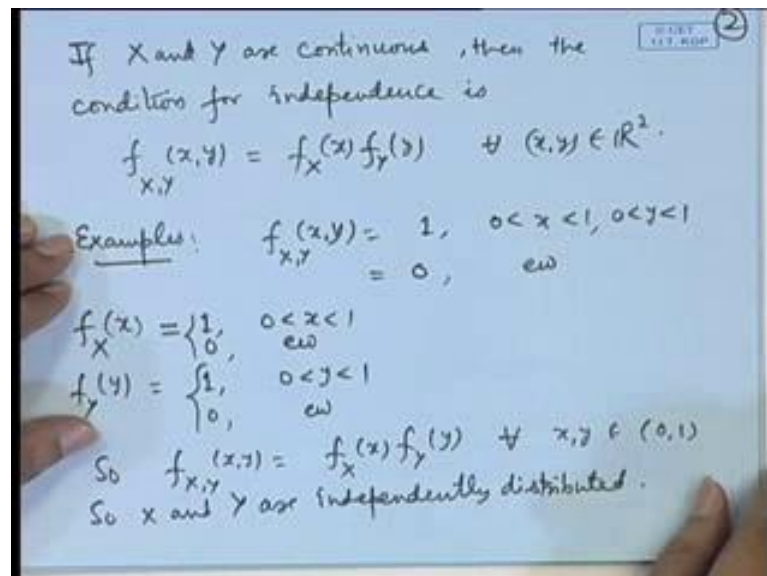 ②
If X and Y are continuous, then the
condition for independence is
f_{X,Y}(x,y) = f_X(x) f_Y(y) ∀ (x,y) ∈ ℝ².
Examples: f_{X,Y}(x,y) = 1, 0<x<1, 0<y<1
= 0, ew
f_X(x) = {1, 0<x<1
0, ew
f_Y(y) = {1, 0<y<1
0, ew
So f_{X,Y}(x,y) = f_X(x) f_Y(y) ∀ x,y ∈ (0,1)
So X and Y are independently distributed.